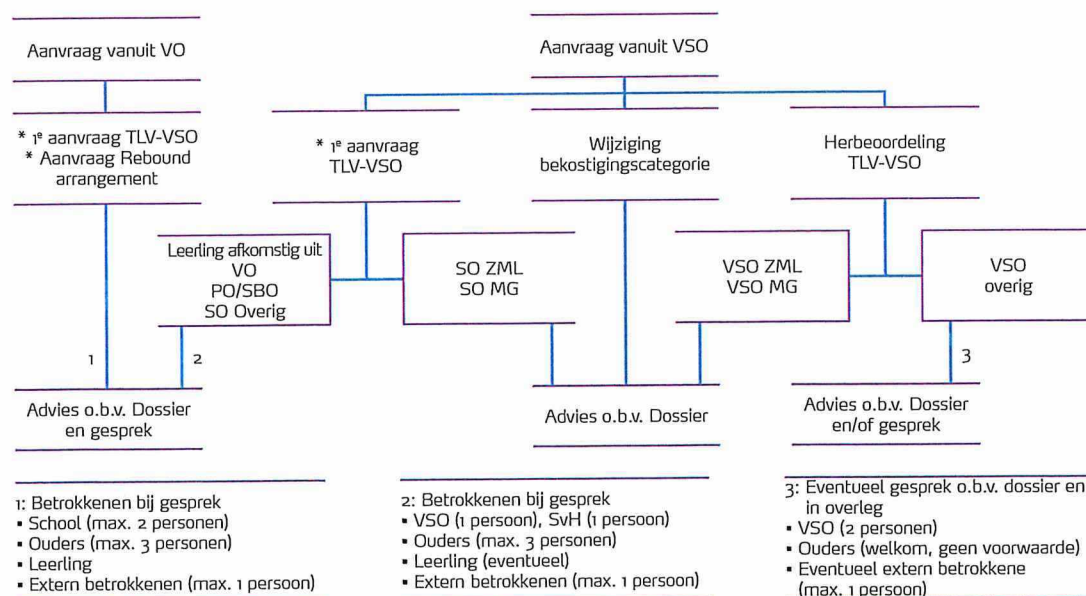 Aanvraag vanuit VO
Aanvraag vanuit VSO
* 1e aanvraag TLV-VSO
* Aanvraag Rebound
arrangement
* 1e aanvraag
TLV-VSO
Wijziging
bekostigingscategorie
Herbeoordeling
TLV-VSO
Leerling afkomstig uit
VO
PO/SBO
SO Overig
SO ZML
SO MG
VSO ZML
VSO MG
VSO
overig
1
2
3
Advies o.b.v. Dossier
en gesprek
Advies o.b.v. Dossier
Advies o.b.v. Dossier
en/of gesprek
1: Betrokkenen bij gesprek
▪ School (max. 2 personen)
▪ Ouders (max. 3 personen)
▪ Leerling
▪ Extern betrokkenen (max. 1 persoon)
2: Betrokkenen bij gesprek
▪ VSO (1 persoon), SvH (1 persoon)
▪ Ouders (max. 3 personen)
▪ Leerling (eventueel)
▪ Extern betrokkenen (max. 1 persoon)
3: Eventueel gesprek o.b.v. dossier en
in overleg
▪ VSO (2 personen)
▪ Ouders (welkom, geen voorwaarde)
▪ Eventueel extern betrokkene
(max. 1 persoon)